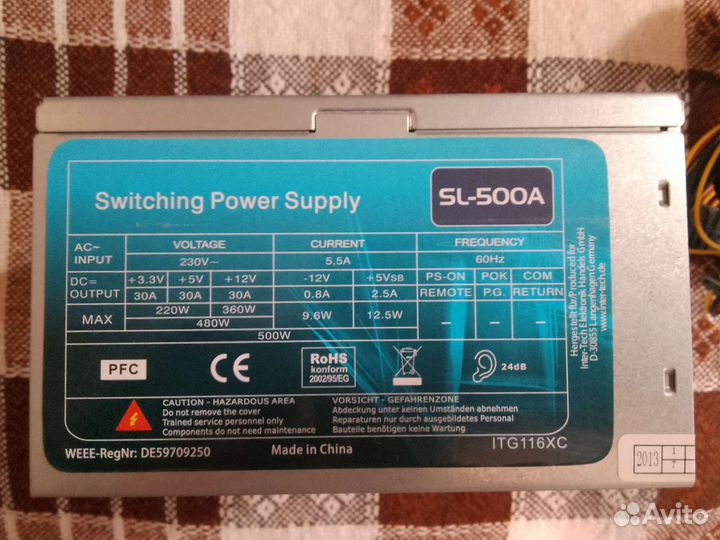 Switching Power Supply
SL-500A
AC~ INPUT
VOLTAGE
CURRENT
FREQUENCY
230V~
5,5A
60Hz
DC= OUTPUT
+3.3V +5V +12V -12V +5VSB PS-ON POK COM
30A 30A 30A 0.8A 2.5A REMOTE P.G. RETURN
MAX
220W 360W 9.6W 12.5W – – –
480W
500W
PFC
CE
RoHS
konform
2002/95/EG
24dB
CAUTION - HAZARDOUS AREA
Do not remove the cover
Trained service personnel only
Components do not need maintenance
VORSICHT - GEFAHRENZONE
Abdeckung unter keinen Umständen entfernen
Reparaturen nur durch ausgebildetes Personal
Bauteile benötigen keine Wartung
WEEE-RegNr: DE59709250
Made in China
ITG116XC
Hergestellt für/Produced for
Inter-Tech Elektronik Handels GmbH
D-30855 Langenhagen Germany
www.inter-tech.de
2013
1
7
Avito